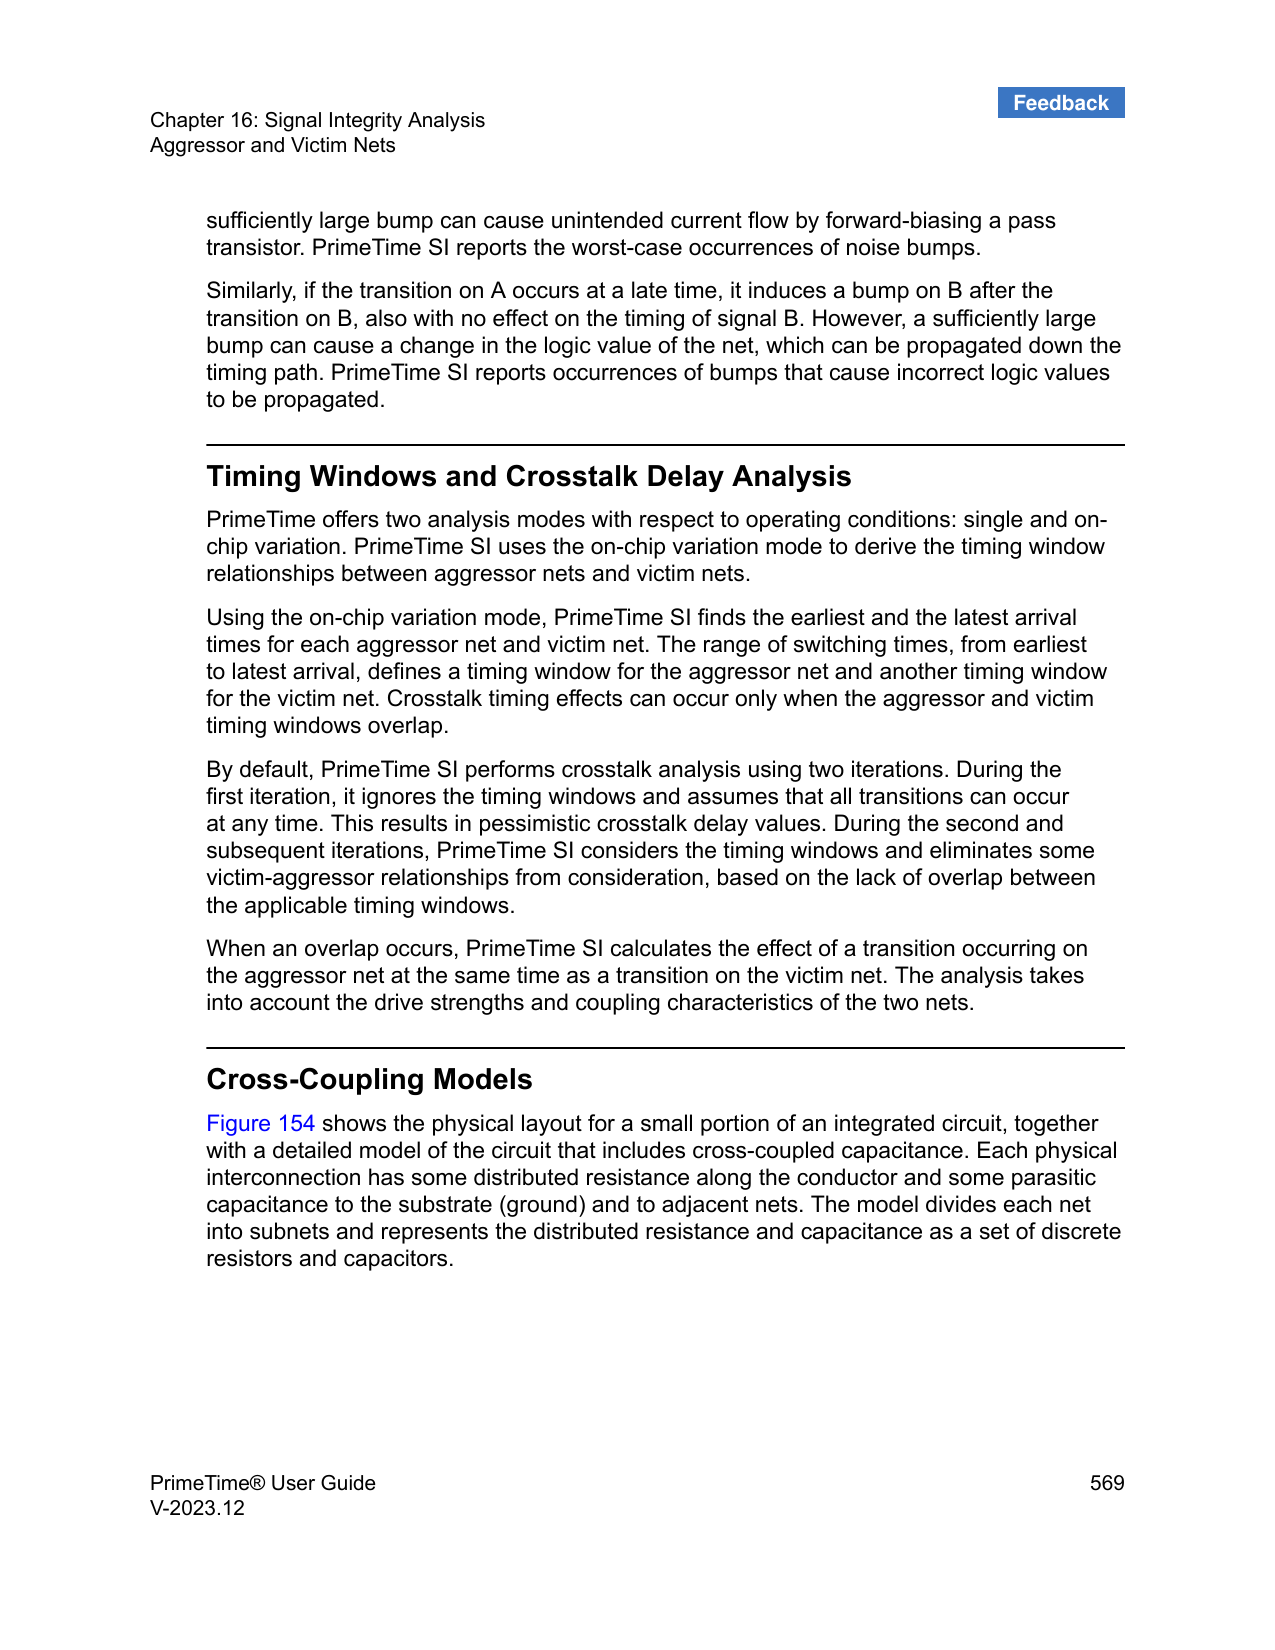 Feedback
Chapter 16: Signal Integrity Analysis
Aggressor and Victim Nets
sufficiently large bump can cause unintended current flow by forward-biasing a pass
transistor. PrimeTime SI reports the worst-case occurrences of noise bumps.
Similarly, if the transition on A occurs at a late time, it induces a bump on B after the
transition on B, also with no effect on the timing of signal B. However, a sufficiently large
bump can cause a change in the logic value of the net, which can be propagated down the
timing path. PrimeTime SI reports occurrences of bumps that cause incorrect logic values
to be propagated.
Timing Windows and Crosstalk Delay Analysis
PrimeTime offers two analysis modes with respect to operating conditions: single and on-
chip variation. PrimeTime SI uses the on-chip variation mode to derive the timing window
relationships between aggressor nets and victim nets.
Using the on-chip variation mode, PrimeTime SI finds the earliest and the latest arrival
times for each aggressor net and victim net. The range of switching times, from earliest
to latest arrival, defines a timing window for the aggressor net and another timing window
for the victim net. Crosstalk timing effects can occur only when the aggressor and victim
timing windows overlap.
By default, PrimeTime SI performs crosstalk analysis using two iterations. During the
first iteration, it ignores the timing windows and assumes that all transitions can occur
at any time. This results in pessimistic crosstalk delay values. During the second and
subsequent iterations, PrimeTime SI considers the timing windows and eliminates some
victim-aggressor relationships from consideration, based on the lack of overlap between
the applicable timing windows.
When an overlap occurs, PrimeTime SI calculates the effect of a transition occurring on
the aggressor net at the same time as a transition on the victim net. The analysis takes
into account the drive strengths and coupling characteristics of the two nets.
Cross-Coupling Models
Figure 154 shows the physical layout for a small portion of an integrated circuit, together
with a detailed model of the circuit that includes cross-coupled capacitance. Each physical
interconnection has some distributed resistance along the conductor and some parasitic
capacitance to the substrate (ground) and to adjacent nets. The model divides each net
into subnets and represents the distributed resistance and capacitance as a set of discrete
resistors and capacitors.
PrimeTime® User Guide 569
V-2023.12